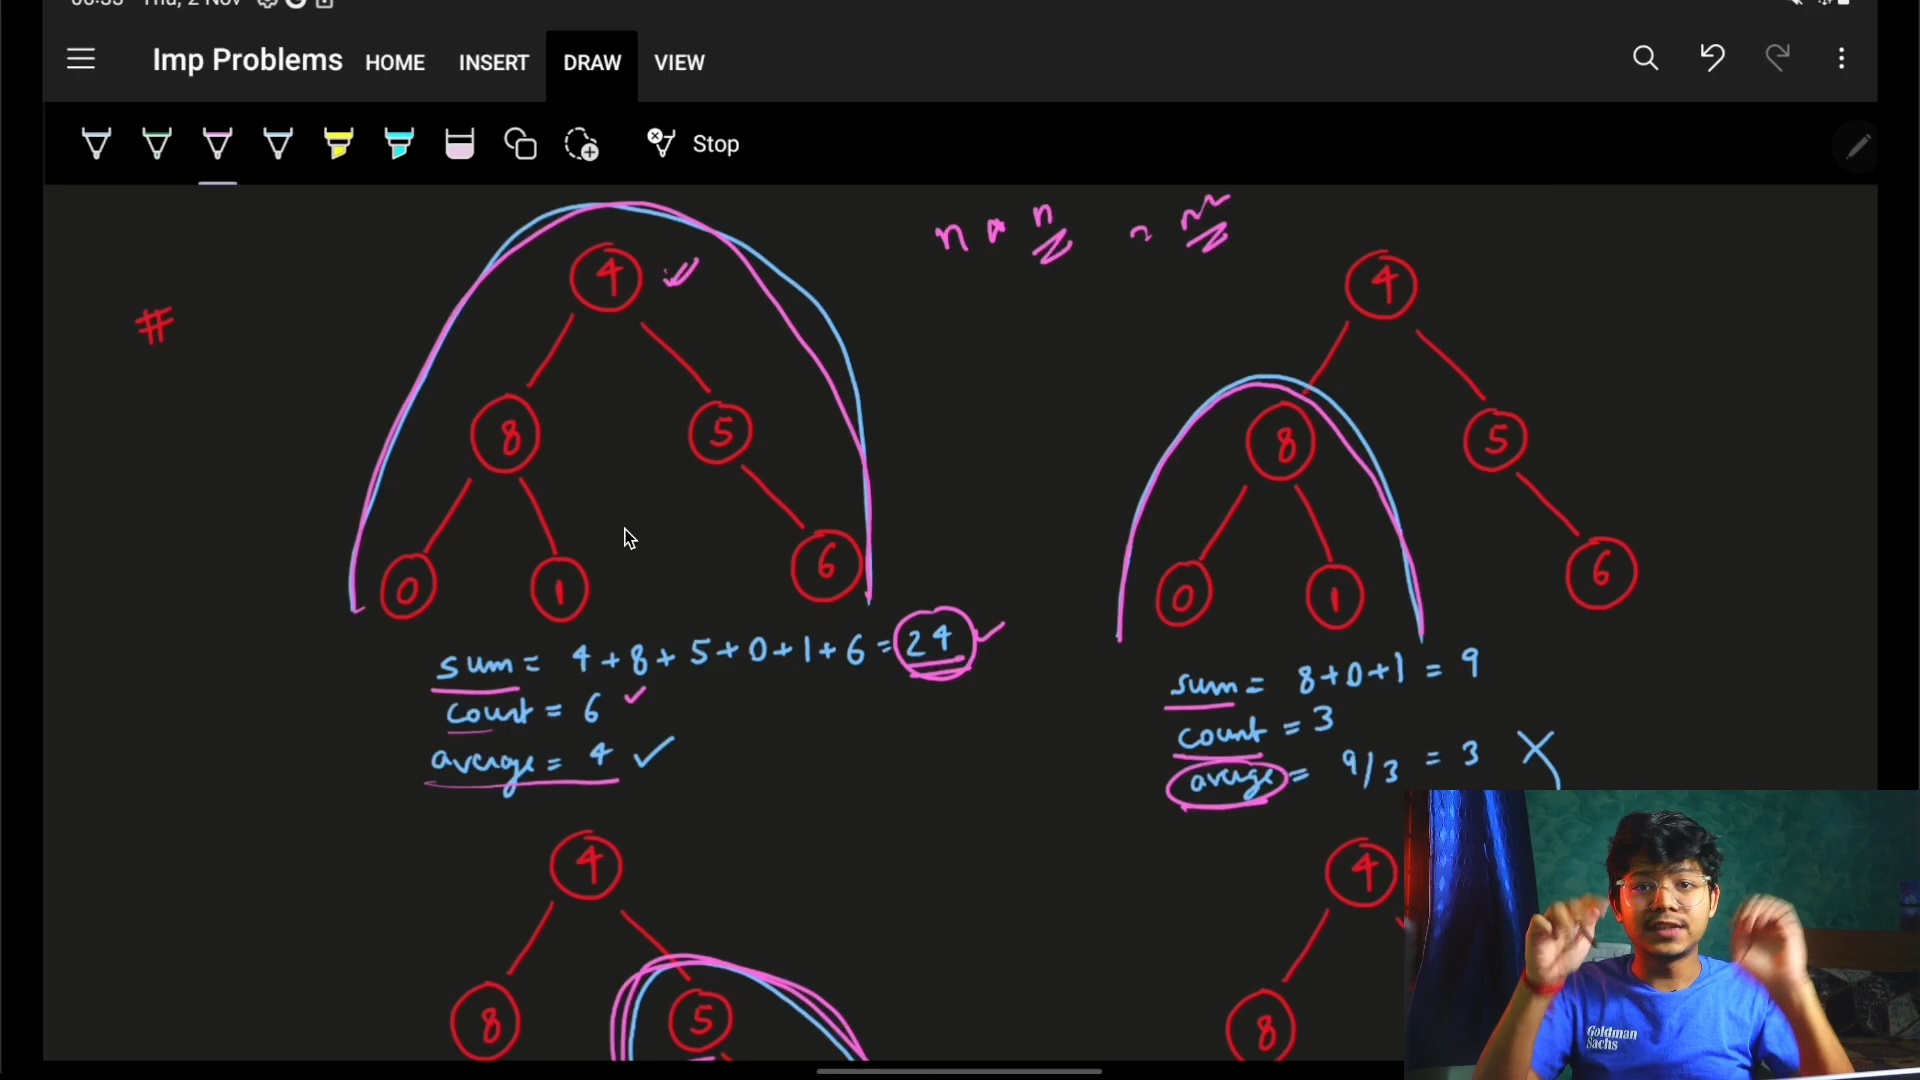 Imp Problems HOME INSERT DRAW VIEW
Stop
n * n = n²
#
4
8 5
0 1 6
sum = 4+8+5+0+1+6 = 24
count = 6
average = 4
4
8 5
0 1 6
sum = 8+0+1 = 9
count = 3
average = 9/3 = 3
4
8 5
4
8
Goldman
Sachs